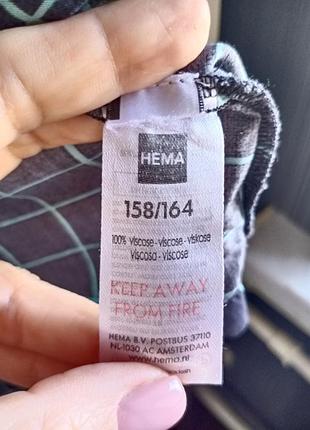 HEMA
158/164
100% viscose - viscose - viskose
viscosa - viscose
KEEP AWAY
FROM FIRE
HEMA B.V. POSTBUS 37110
NL-1030 AC AMSTERDAM
www.hema.nl